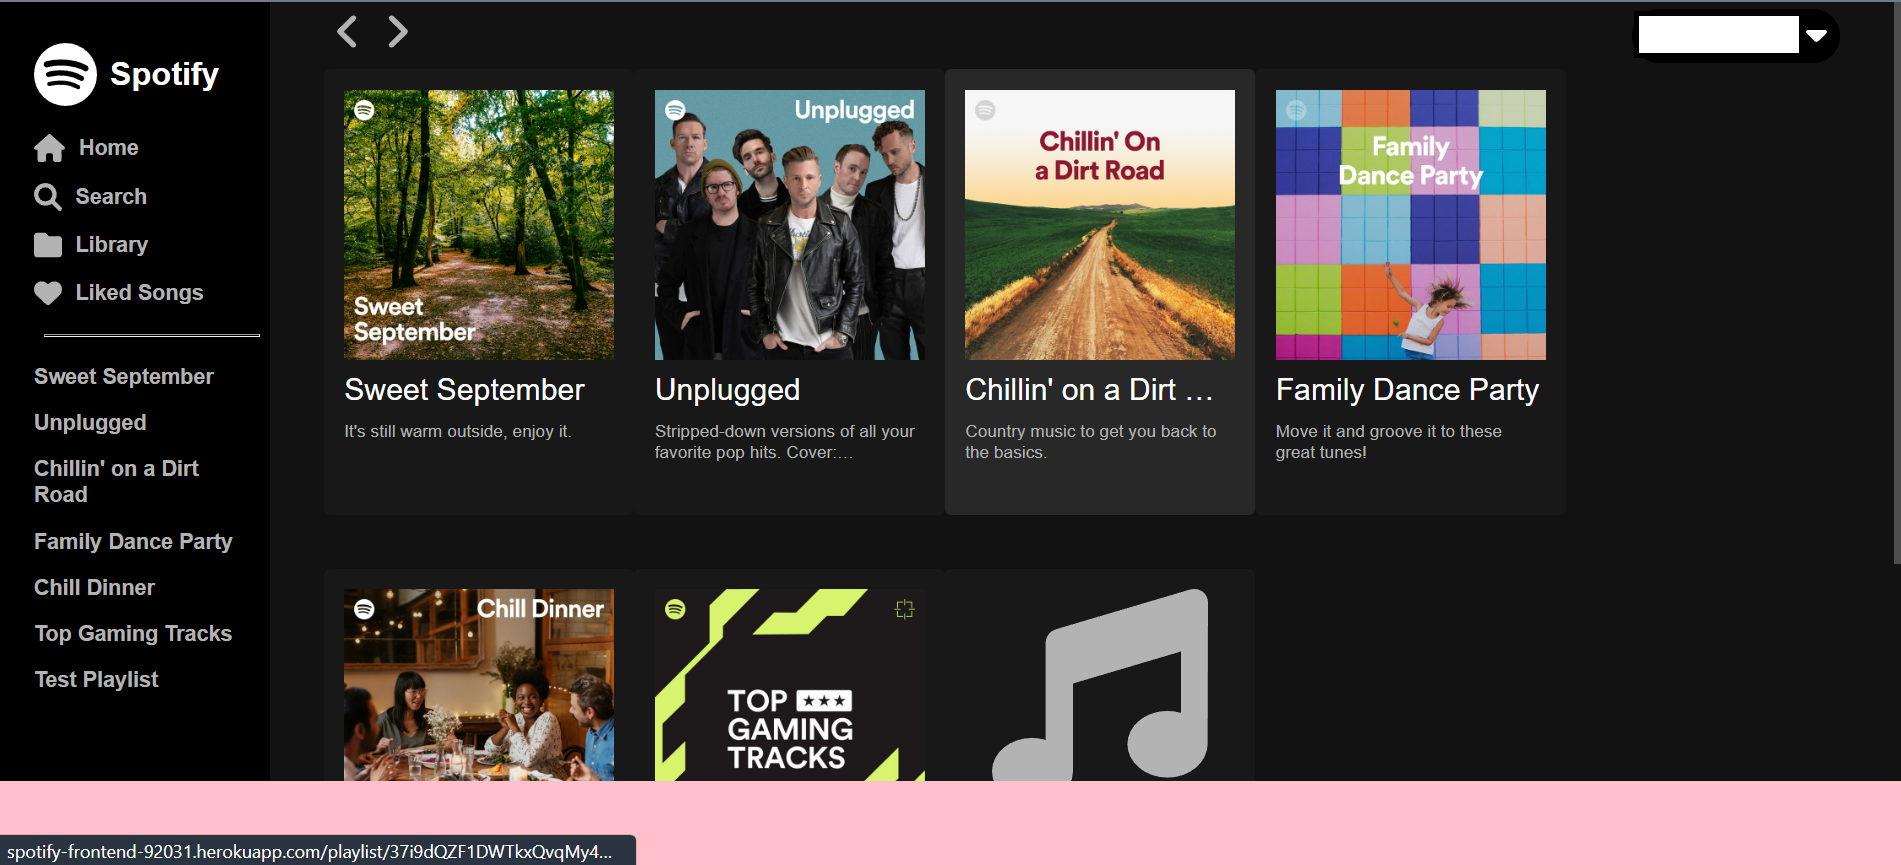 Spotify
Home
Search
Library
Liked Songs
Sweet September
Unplugged
Chillin' on a Dirt
Road
Family Dance Party
Chill Dinner
Top Gaming Tracks
Test Playlist
Sweet
September
Sweet September
It's still warm outside, enjoy it.
Unplugged
Unplugged
Stripped-down versions of all your
favorite pop hits. Cover:...
Chillin' On
a Dirt Road
Chillin' on a Dirt ...
Country music to get you back to
the basics.
Family
Dance Party
Family Dance Party
Move it and groove it to these
great tunes!
Chill Dinner
TOP ★★★
GAMING
TRACKS
spotify-frontend-92031.herokuapp.com/playlist/37i9dQZF1DWTkxQvqMy4...